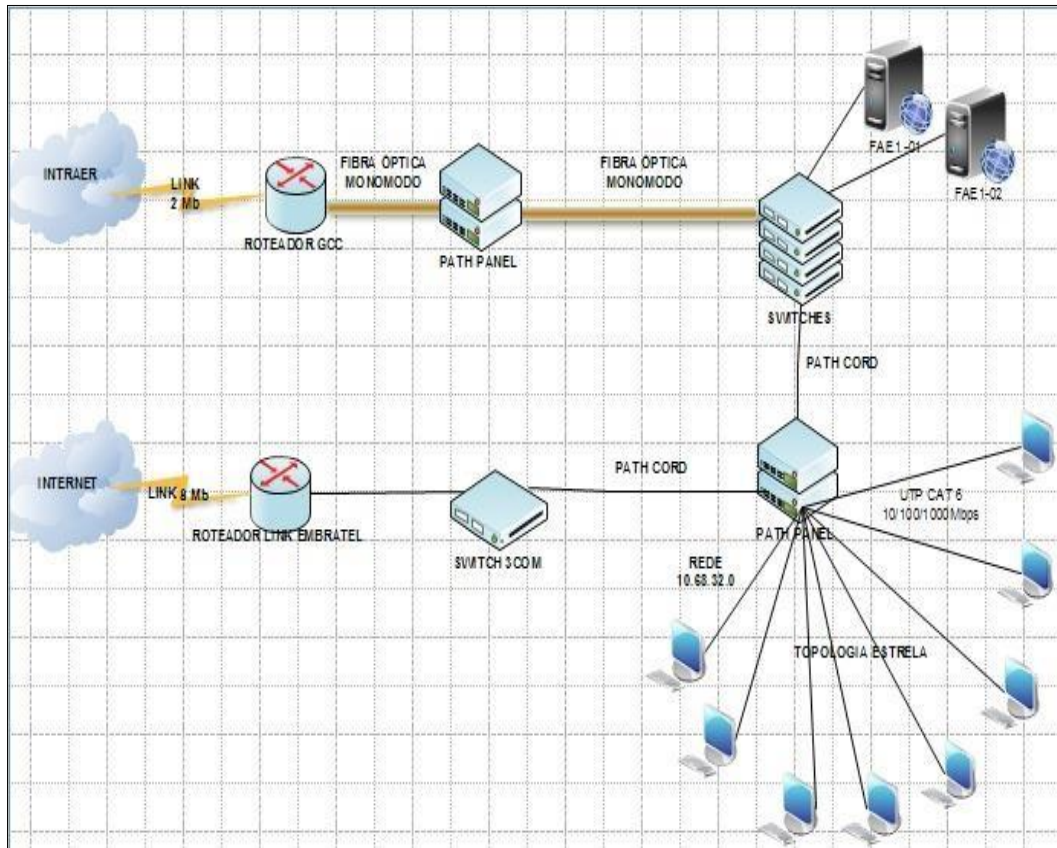 INTRAER
LINK
2 Mb
ROTEADOR GCC
FIBRA ÓPTICA
MONOMODO
PATH PANEL
FIBRA ÓPTICA
MONOMODO
FAE1-01
FAE1-02
SWITCHES
PATH CORD
INTERNET
LINK 8 Mb
ROTEADOR LINK EMBRATEL
SWITCH 3COM
PATH CORD
PATH PANEL
UTP CAT 6
10/100/1000Mbps
REDE
10.68.32.0
TOPOLOGIA ESTRELA